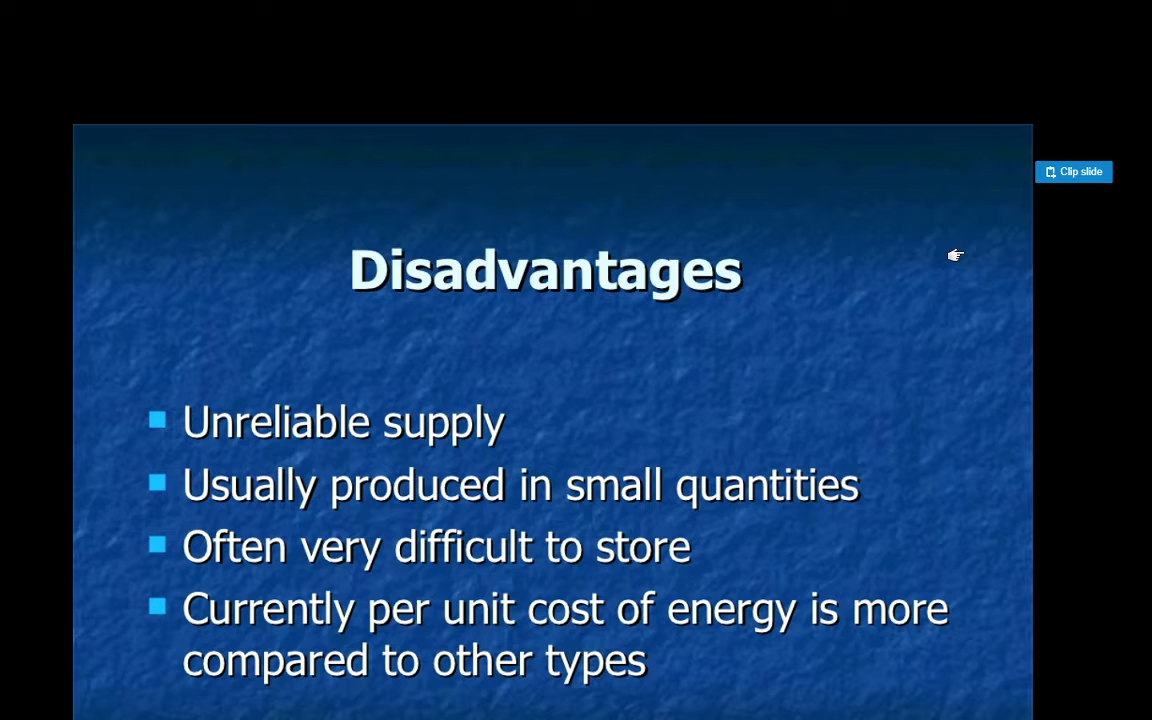 Clip slide
Disadvantages
Unreliable supply
Usually produced in small quantities
Often very difficult to store
Currently per unit cost of energy is more
compared to other types